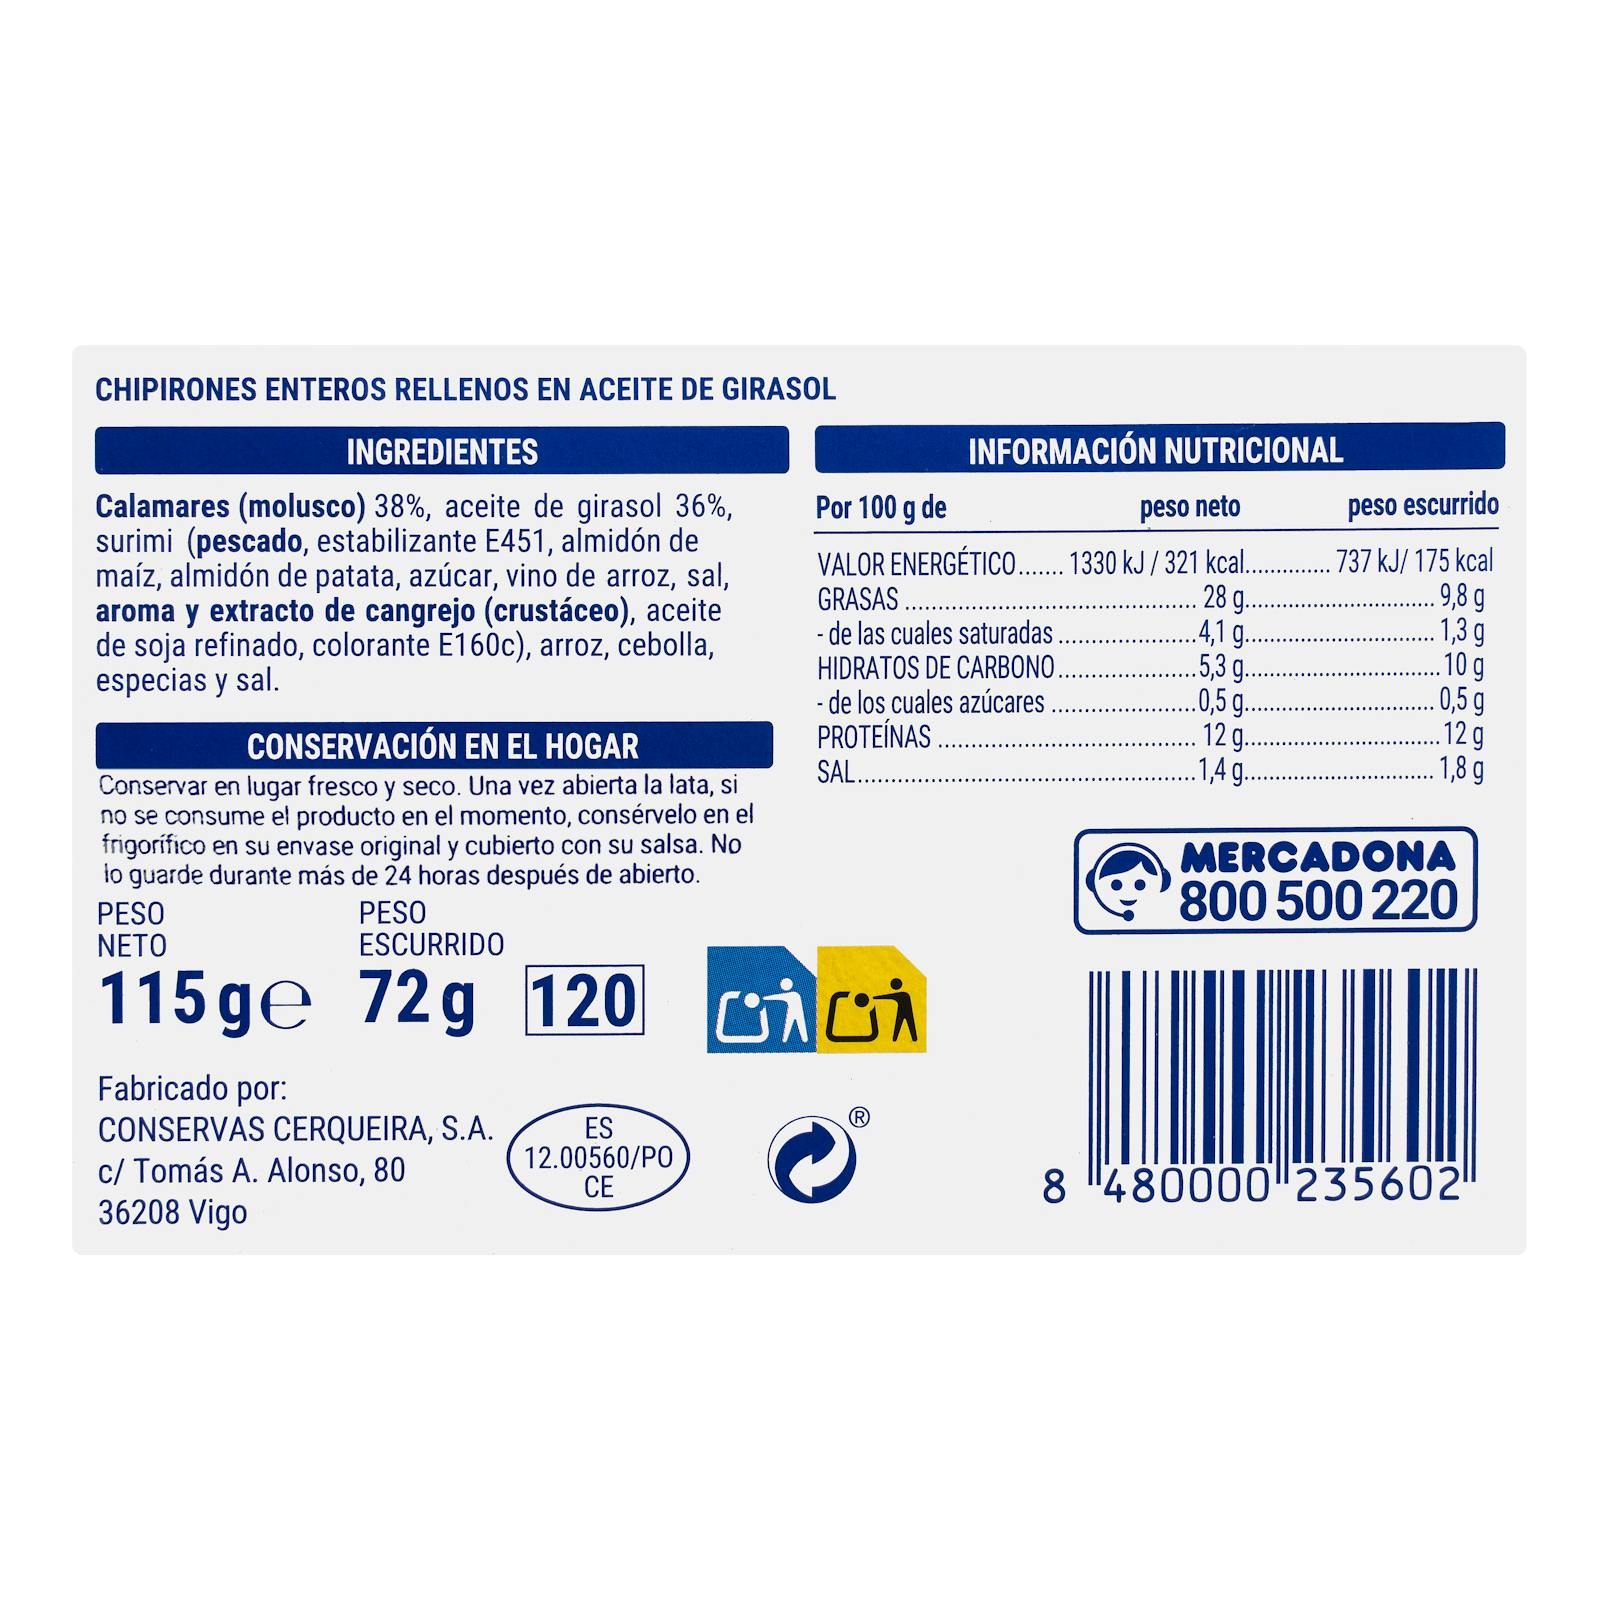 CHIPIRONES ENTEROS RELLENOS EN ACEITE DE GIRASOL
INGREDIENTES
Calamares (molusco) 38%, aceite de girasol 36%,
surimi (pescado, estabilizante E451, almidón de
maíz, almidón de patata, azúcar, vino de arroz, sal,
aroma y extracto de cangrejo (crustáceo), aceite
de soja refinado, colorante E160c), arroz, cebolla,
especias y sal.
CONSERVACIÓN EN EL HOGAR
Conservar en lugar fresco y seco. Una vez abierta la lata, si
no se consume el producto en el momento, consérvelo en el
frigorífico en su envase original y cubierto con su salsa. No
lo guarde durante más de 24 horas después de abierto.
PESO NETO
115 g e
PESO ESCURRIDO
72 g
120
Fabricado por:
CONSERVAS CERQUEIRA, S.A.
c/ Tomás A. Alonso, 80
36208 Vigo
ES
12.00560/PO
CE
®
INFORMACIÓN NUTRICIONAL
Por 100 g de peso neto peso escurrido
VALOR ENERGÉTICO....... 1330 kJ / 321 kcal.............. 737 kJ/ 175 kcal
GRASAS ............................................. 28 g............................. 9,8 g
- de las cuales saturadas .....................4,1 g............................. 1,3 g
HIDRATOS DE CARBONO.....................5,3 g............................. 10 g
- de los cuales azúcares ......................0,5 g............................. 0,5 g
PROTEÍNAS ........................................ 12 g.............................12 g
SAL....................................................1,4 g............................. 1,8 g
MERCADONA
800 500 220
8 480000 235602